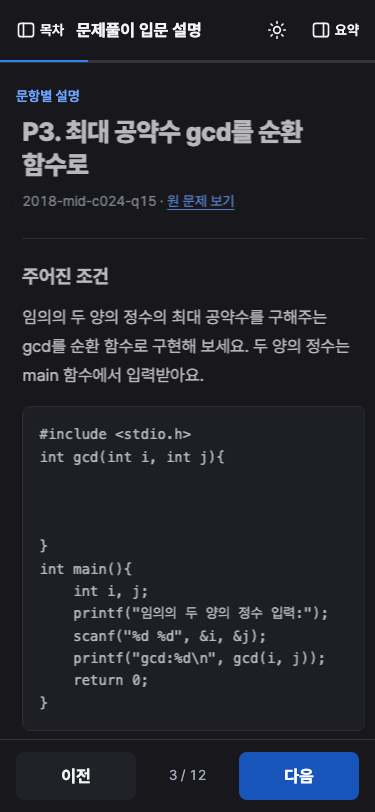 목차 문제풀이 입문 설명 요약
문항별 설명
P3. 최대 공약수 gcd를 순환
함수로
2018-mid-c024-q15 · 원 문제 보기
주어진 조건
임의의 두 양의 정수의 최대 공약수를 구해주는
gcd를 순환 함수로 구현해 보세요. 두 양의 정수는
main 함수에서 입력받아요.
#include <stdio.h>
int gcd(int i, int j){
}
int main(){
    int i, j;
    printf("임의의 두 양의 정수 입력:");
    scanf("%d %d", &i, &j);
    printf("gcd:%d\n", gcd(i, j));
    return 0;
}
이전 3 / 12 다음